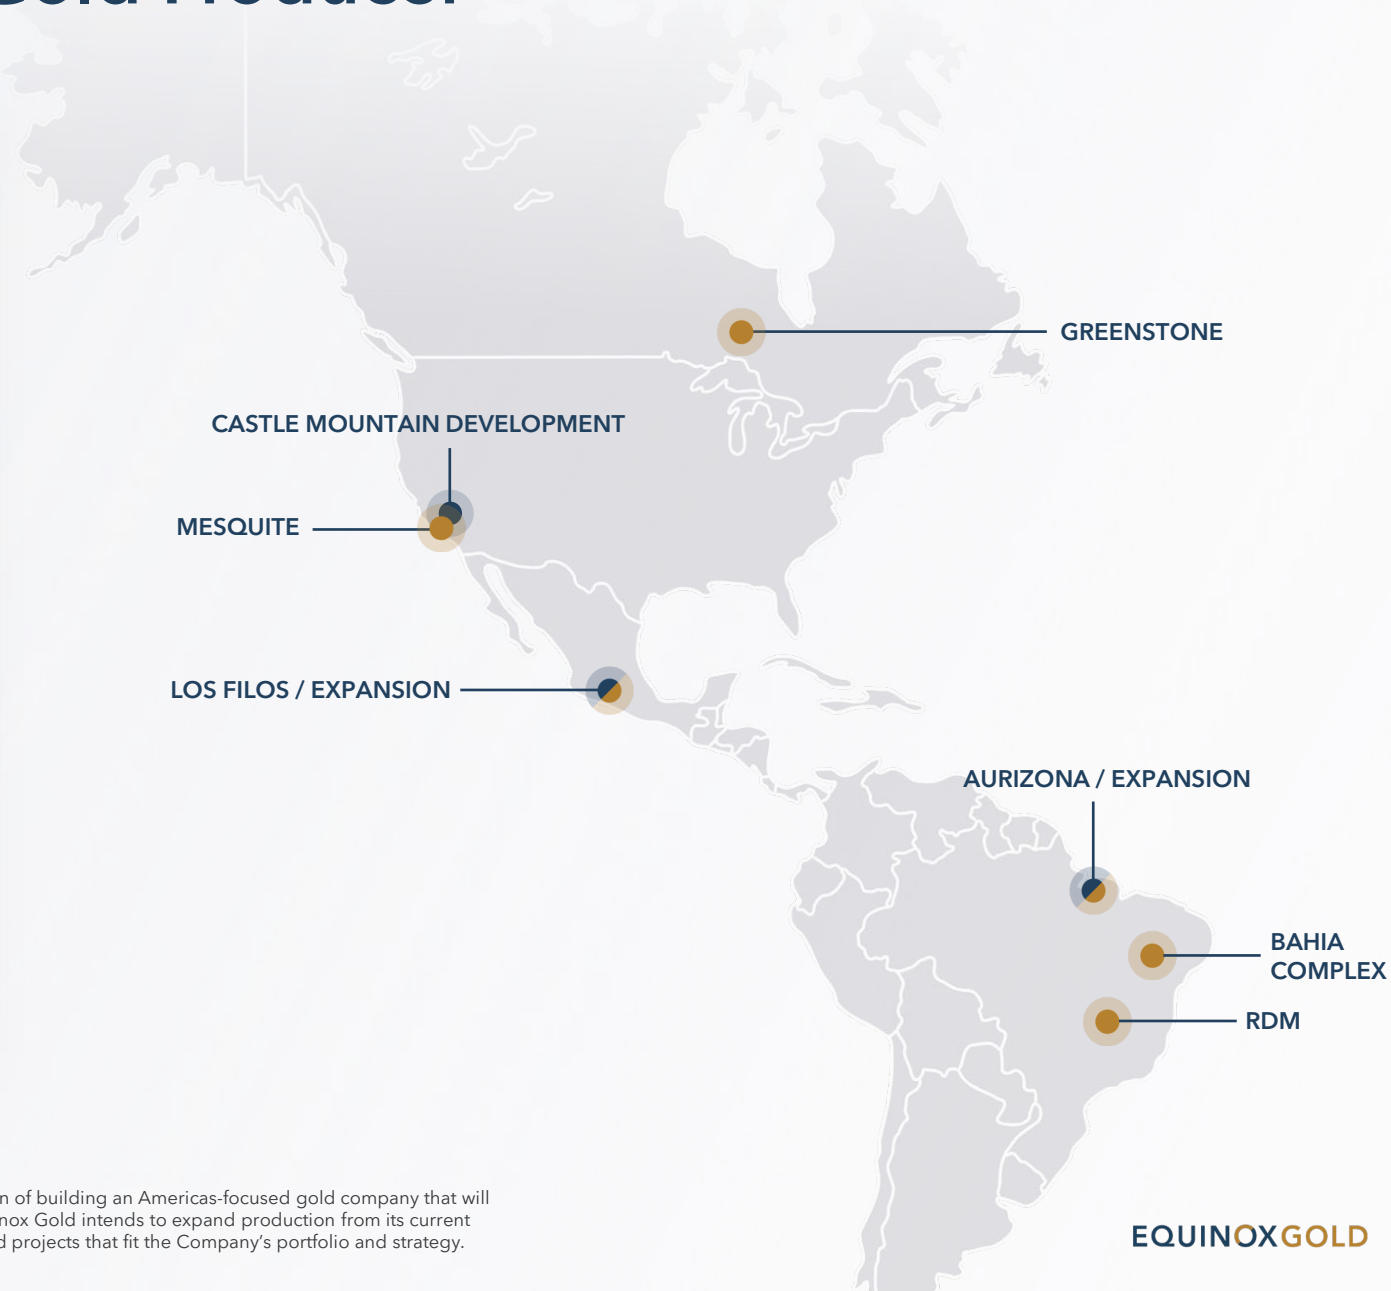 Gold Producer
GREENSTONE
CASTLE MOUNTAIN DEVELOPMENT
MESQUITE
LOS FILOS / EXPANSION
AURIZONA / EXPANSION
BAHIA
COMPLEX
RDM
n of building an Americas-focused gold company that will
nox Gold intends to expand production from its current
d projects that fit the Company's portfolio and strategy.
EQUINOXGOLD